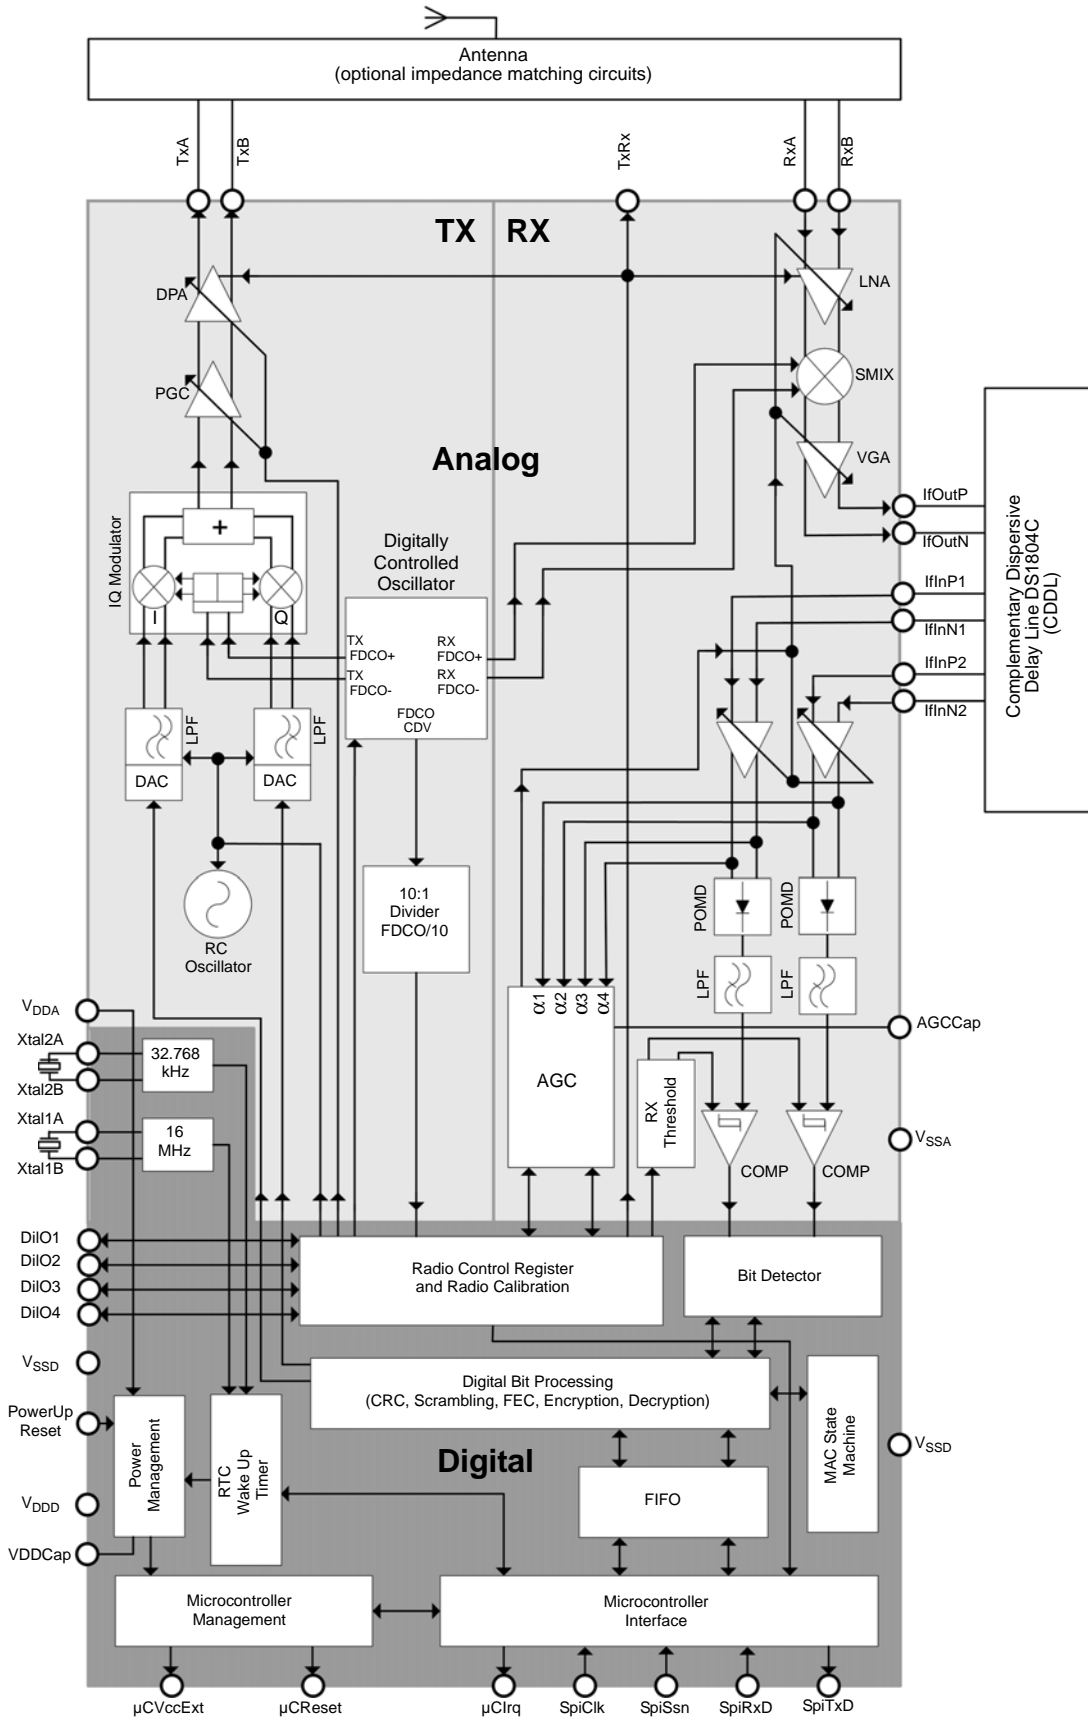 Antenna
(optional impedance matching circuits)
TxA
TxB
TxRx
RxA
RxB
TX
RX
DPA
LNA
PGC
SMIX
VGA
Analog
IfOutP
IfOutN
IfInP1
IfInN1
IfInP2
IfInN2
Complementary Dispersive
Delay Line DS1804C
(CDDL)
IQ Modulator
+
I
Q
Digitally
Controlled
Oscillator
TX
FDCO+
TX
FDCO-
RX
FDCO+
RX
FDCO-
FDCO
CDV
LPF
LPF
DAC
DAC
RC
Oscillator
10:1
Divider
FDCO/10
POMD
POMD
LPF
LPF
α1
α2
α3
α4
AGC
AGCCap
RX
Threshold
COMP
COMP
VSSA
VDDA
Xtal2A
Xtal2B
32.768
kHz
Xtal1A
Xtal1B
16
MHz
DiIO1
DiIO2
DiIO3
DiIO4
Radio Control Register
and Radio Calibration
Bit Detector
VSSD
Digital Bit Processing
(CRC, Scrambling, FEC, Encryption, Decryption)
MAC State
Machine
PowerUp
Reset
Power
Management
RTC
Wake Up
Timer
Digital
FIFO
VSSD
VDDD
VDDCap
Microcontroller
Management
Microcontroller
Interface
µCVccExt
µCReset
µCIrq
SpiClk
SpiSsn
SpiRxD
SpiTxD